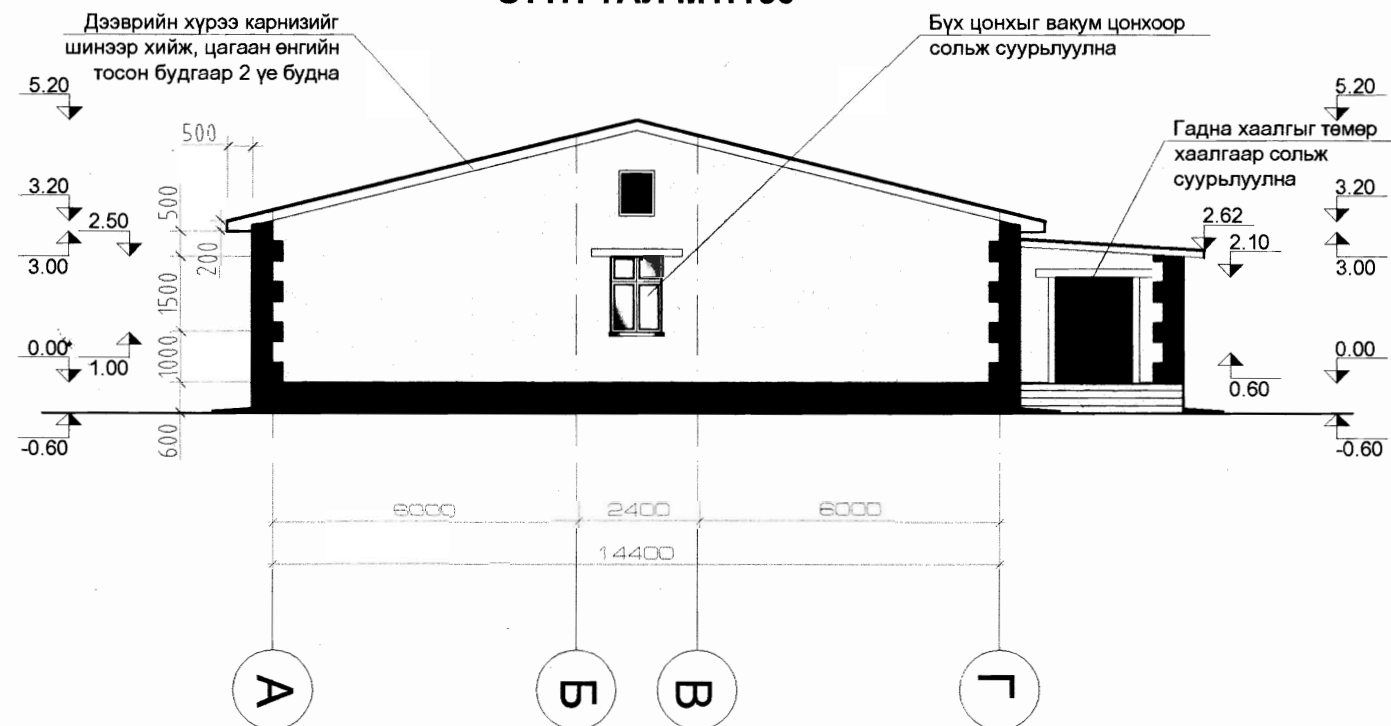 Дээврийн хүрээ карнизийг
шинээр хийж, цагаан өнгийн
тосон будгаар 2 үе будна
Бүх цонхыг вакум цонхоор
сольж суурьлуулна
Гадна хаалгыг төмөр
хаалгаар сольж
суурьлуулна
5.20
5.20
500
3.20
2.50
500
3.20
2.62
2.10
3.00
200
3.00
1500
0.00
1.00
1000
0.00
0.60
-0.60
600
-0.60
6000
2400
6000
14400
А
Б
В
Г